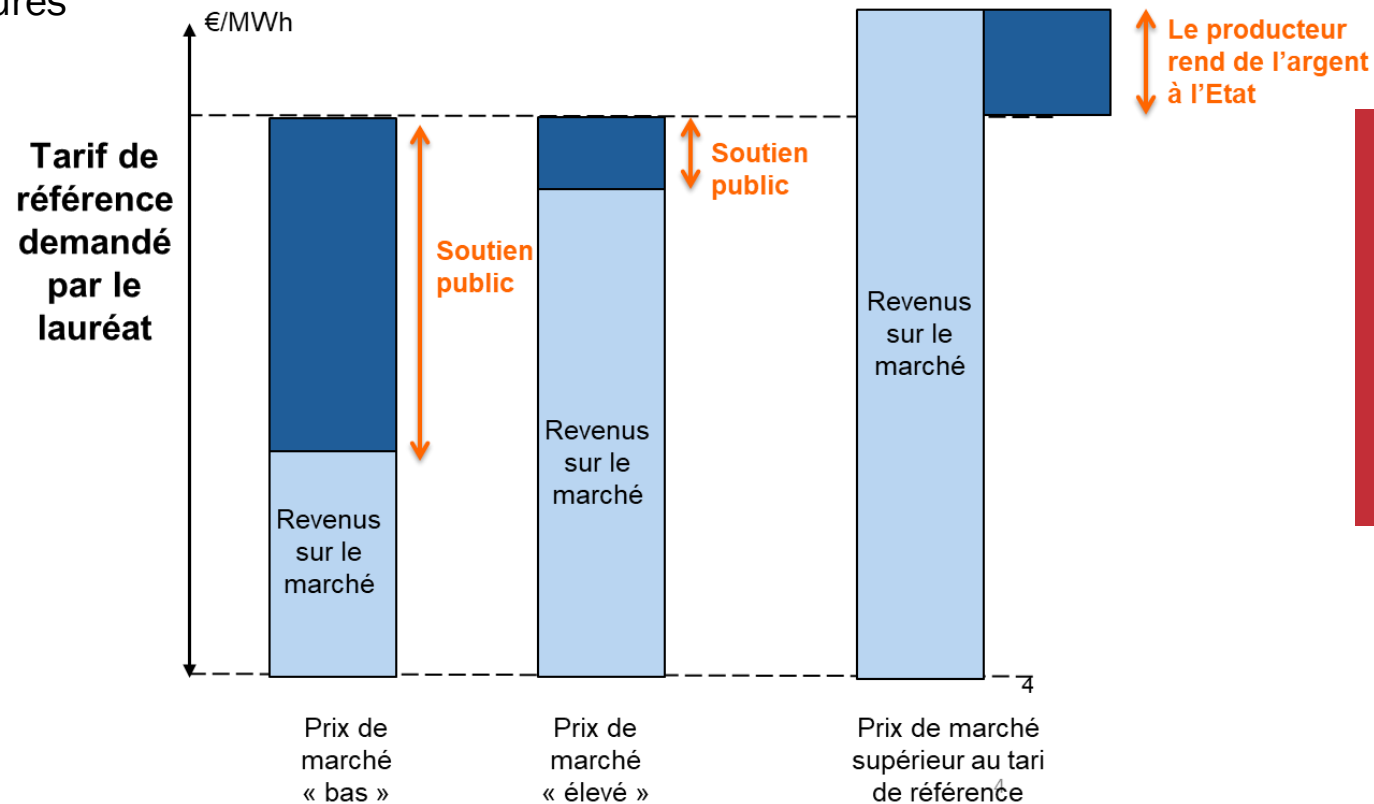 ures
€/MWh
Le producteur
rend de l’argent
à l’Etat
Tarif de
référence
demandé
par le
lauréat
Soutien
public
Soutien
public
Revenus
sur le
marché
Revenus
sur le
marché
Revenus
sur le
marché
4
Prix de
marché
« bas »
Prix de
marché
« élevé »
Prix de marché
supérieur au tari
de référence
4